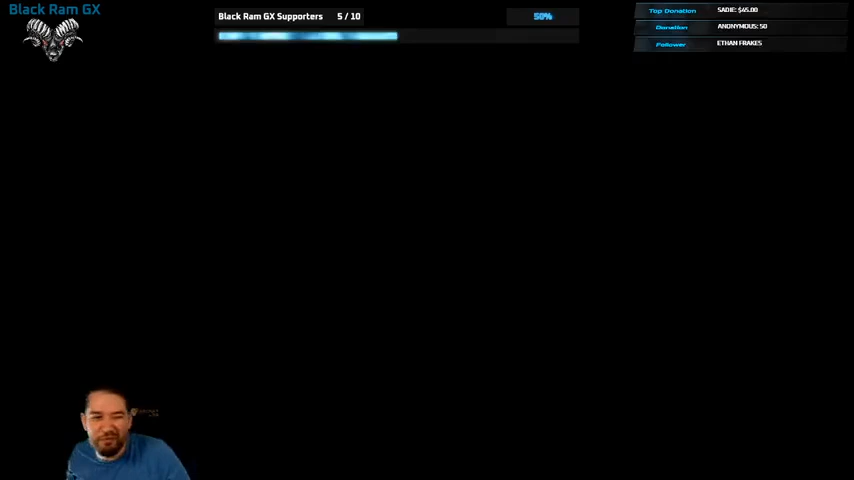 Black Ram GX
Black Ram GX Supporters 5 / 10
50%
Top Donation SADIE: $45.00
Donation ANONYMOUS: 50
Follower ETHAN FRAKES